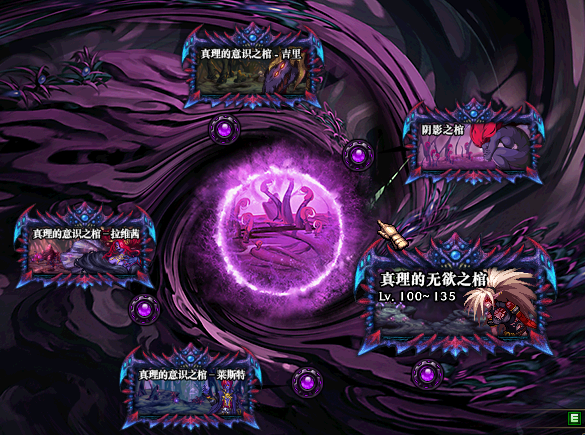 真理的意识之棺 - 吉里
阴影之棺
真理的意识之棺 - 拉维茜
真理的无欲之棺
Lv. 100~135
真理的意识之棺 - 莱斯特
E